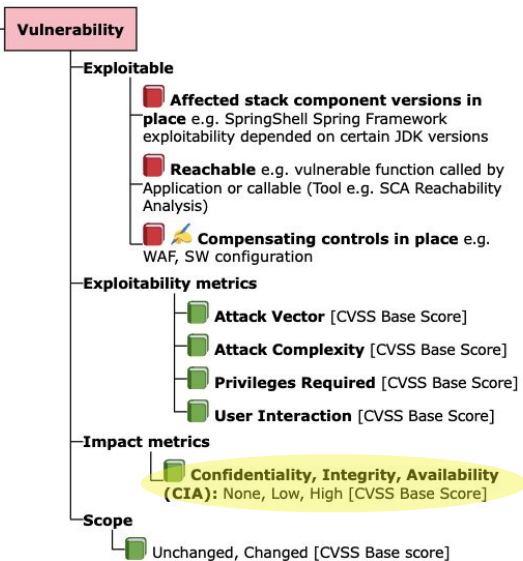 Vulnerability
Exploitable
Affected stack component versions in
place e.g. SpringShell Spring Framework
exploitability depended on certain JDK versions
Reachable e.g. vulnerable function called by
Application or callable (Tool e.g. SCA Reachability
Analysis)
Compensating controls in place e.g.
WAF, SW configuration
Exploitability metrics
Attack Vector [CVSS Base Score]
Attack Complexity [CVSS Base Score]
Privileges Required [CVSS Base Score]
User Interaction [CVSS Base Score]
Impact metrics
Confidentiality, Integrity, Availability
(CIA): None, Low, High [CVSS Base Score]
Scope
Unchanged, Changed [CVSS Base score]